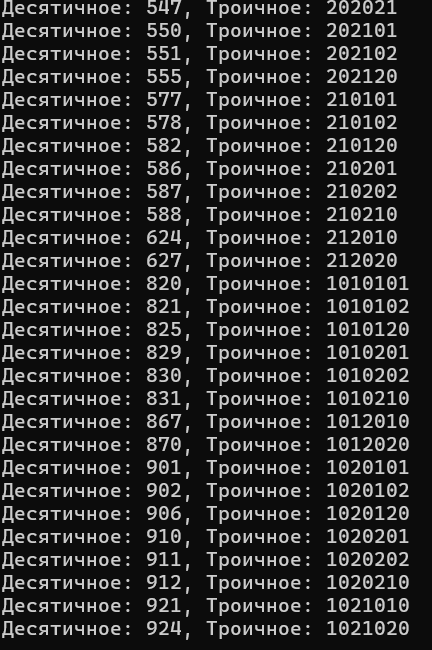 Десятичное: 547, Троичное: 202021
Десятичное: 550, Троичное: 202101
Десятичное: 551, Троичное: 202102
Десятичное: 555, Троичное: 202120
Десятичное: 577, Троичное: 210101
Десятичное: 578, Троичное: 210102
Десятичное: 582, Троичное: 210120
Десятичное: 586, Троичное: 210201
Десятичное: 587, Троичное: 210202
Десятичное: 588, Троичное: 210210
Десятичное: 624, Троичное: 212010
Десятичное: 627, Троичное: 212020
Десятичное: 820, Троичное: 1010101
Десятичное: 821, Троичное: 1010102
Десятичное: 825, Троичное: 1010120
Десятичное: 829, Троичное: 1010201
Десятичное: 830, Троичное: 1010202
Десятичное: 831, Троичное: 1010210
Десятичное: 867, Троичное: 1012010
Десятичное: 870, Троичное: 1012020
Десятичное: 901, Троичное: 1020101
Десятичное: 902, Троичное: 1020102
Десятичное: 906, Троичное: 1020120
Десятичное: 910, Троичное: 1020201
Десятичное: 911, Троичное: 1020202
Десятичное: 912, Троичное: 1020210
Десятичное: 921, Троичное: 1021010
Десятичное: 924, Троичное: 1021020